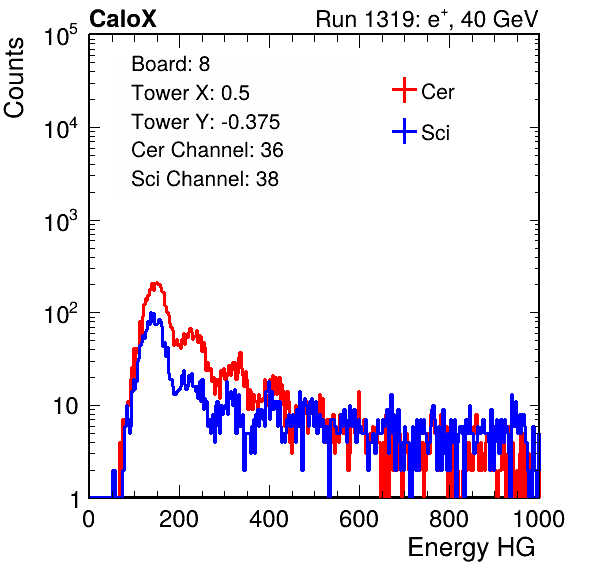 CaloX Run 1319: e⁺, 40 GeV
Counts
Board: 8
Tower X: 0.5
Tower Y: -0.375
Cer Channel: 36
Sci Channel: 38
Cer
Sci
10⁵
10⁴
10³
10²
10
1
0 200 400 600 800 1000
Energy HG